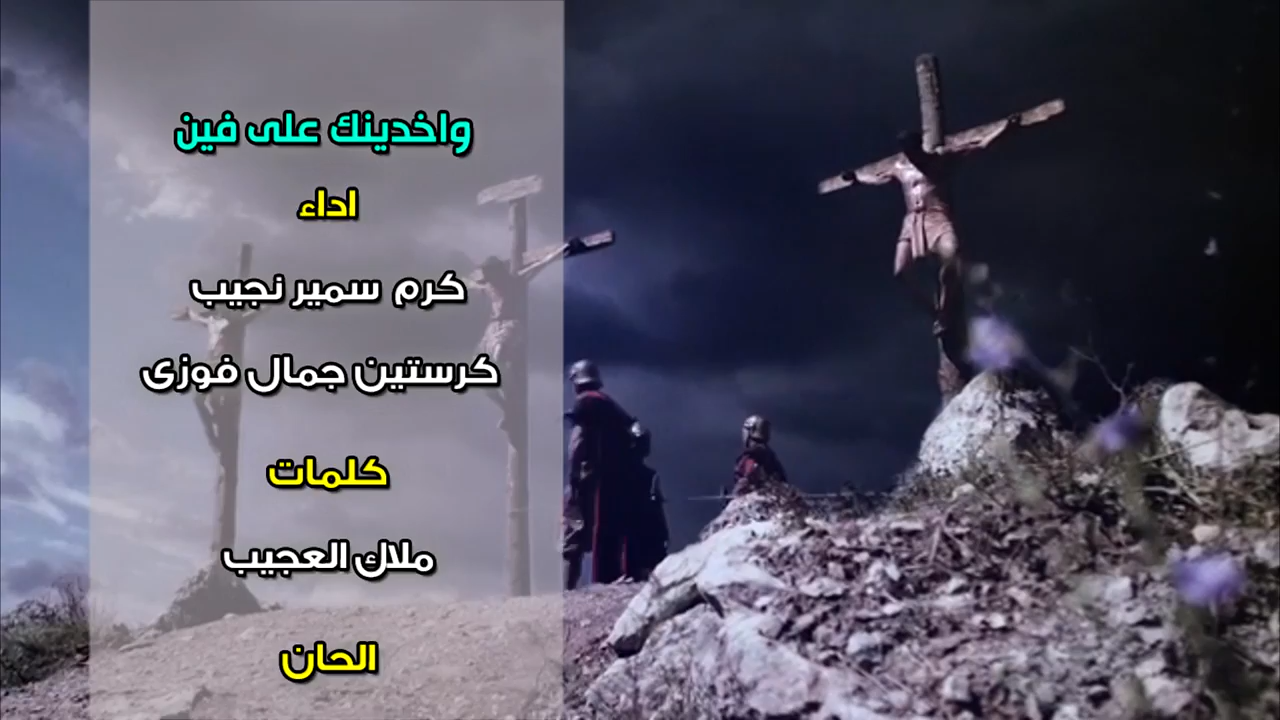 واخدينك على فين
اداء
كرم سمير نجيب
كرستين جمال فوزى
كلمات
ملاك العجيب
الحان